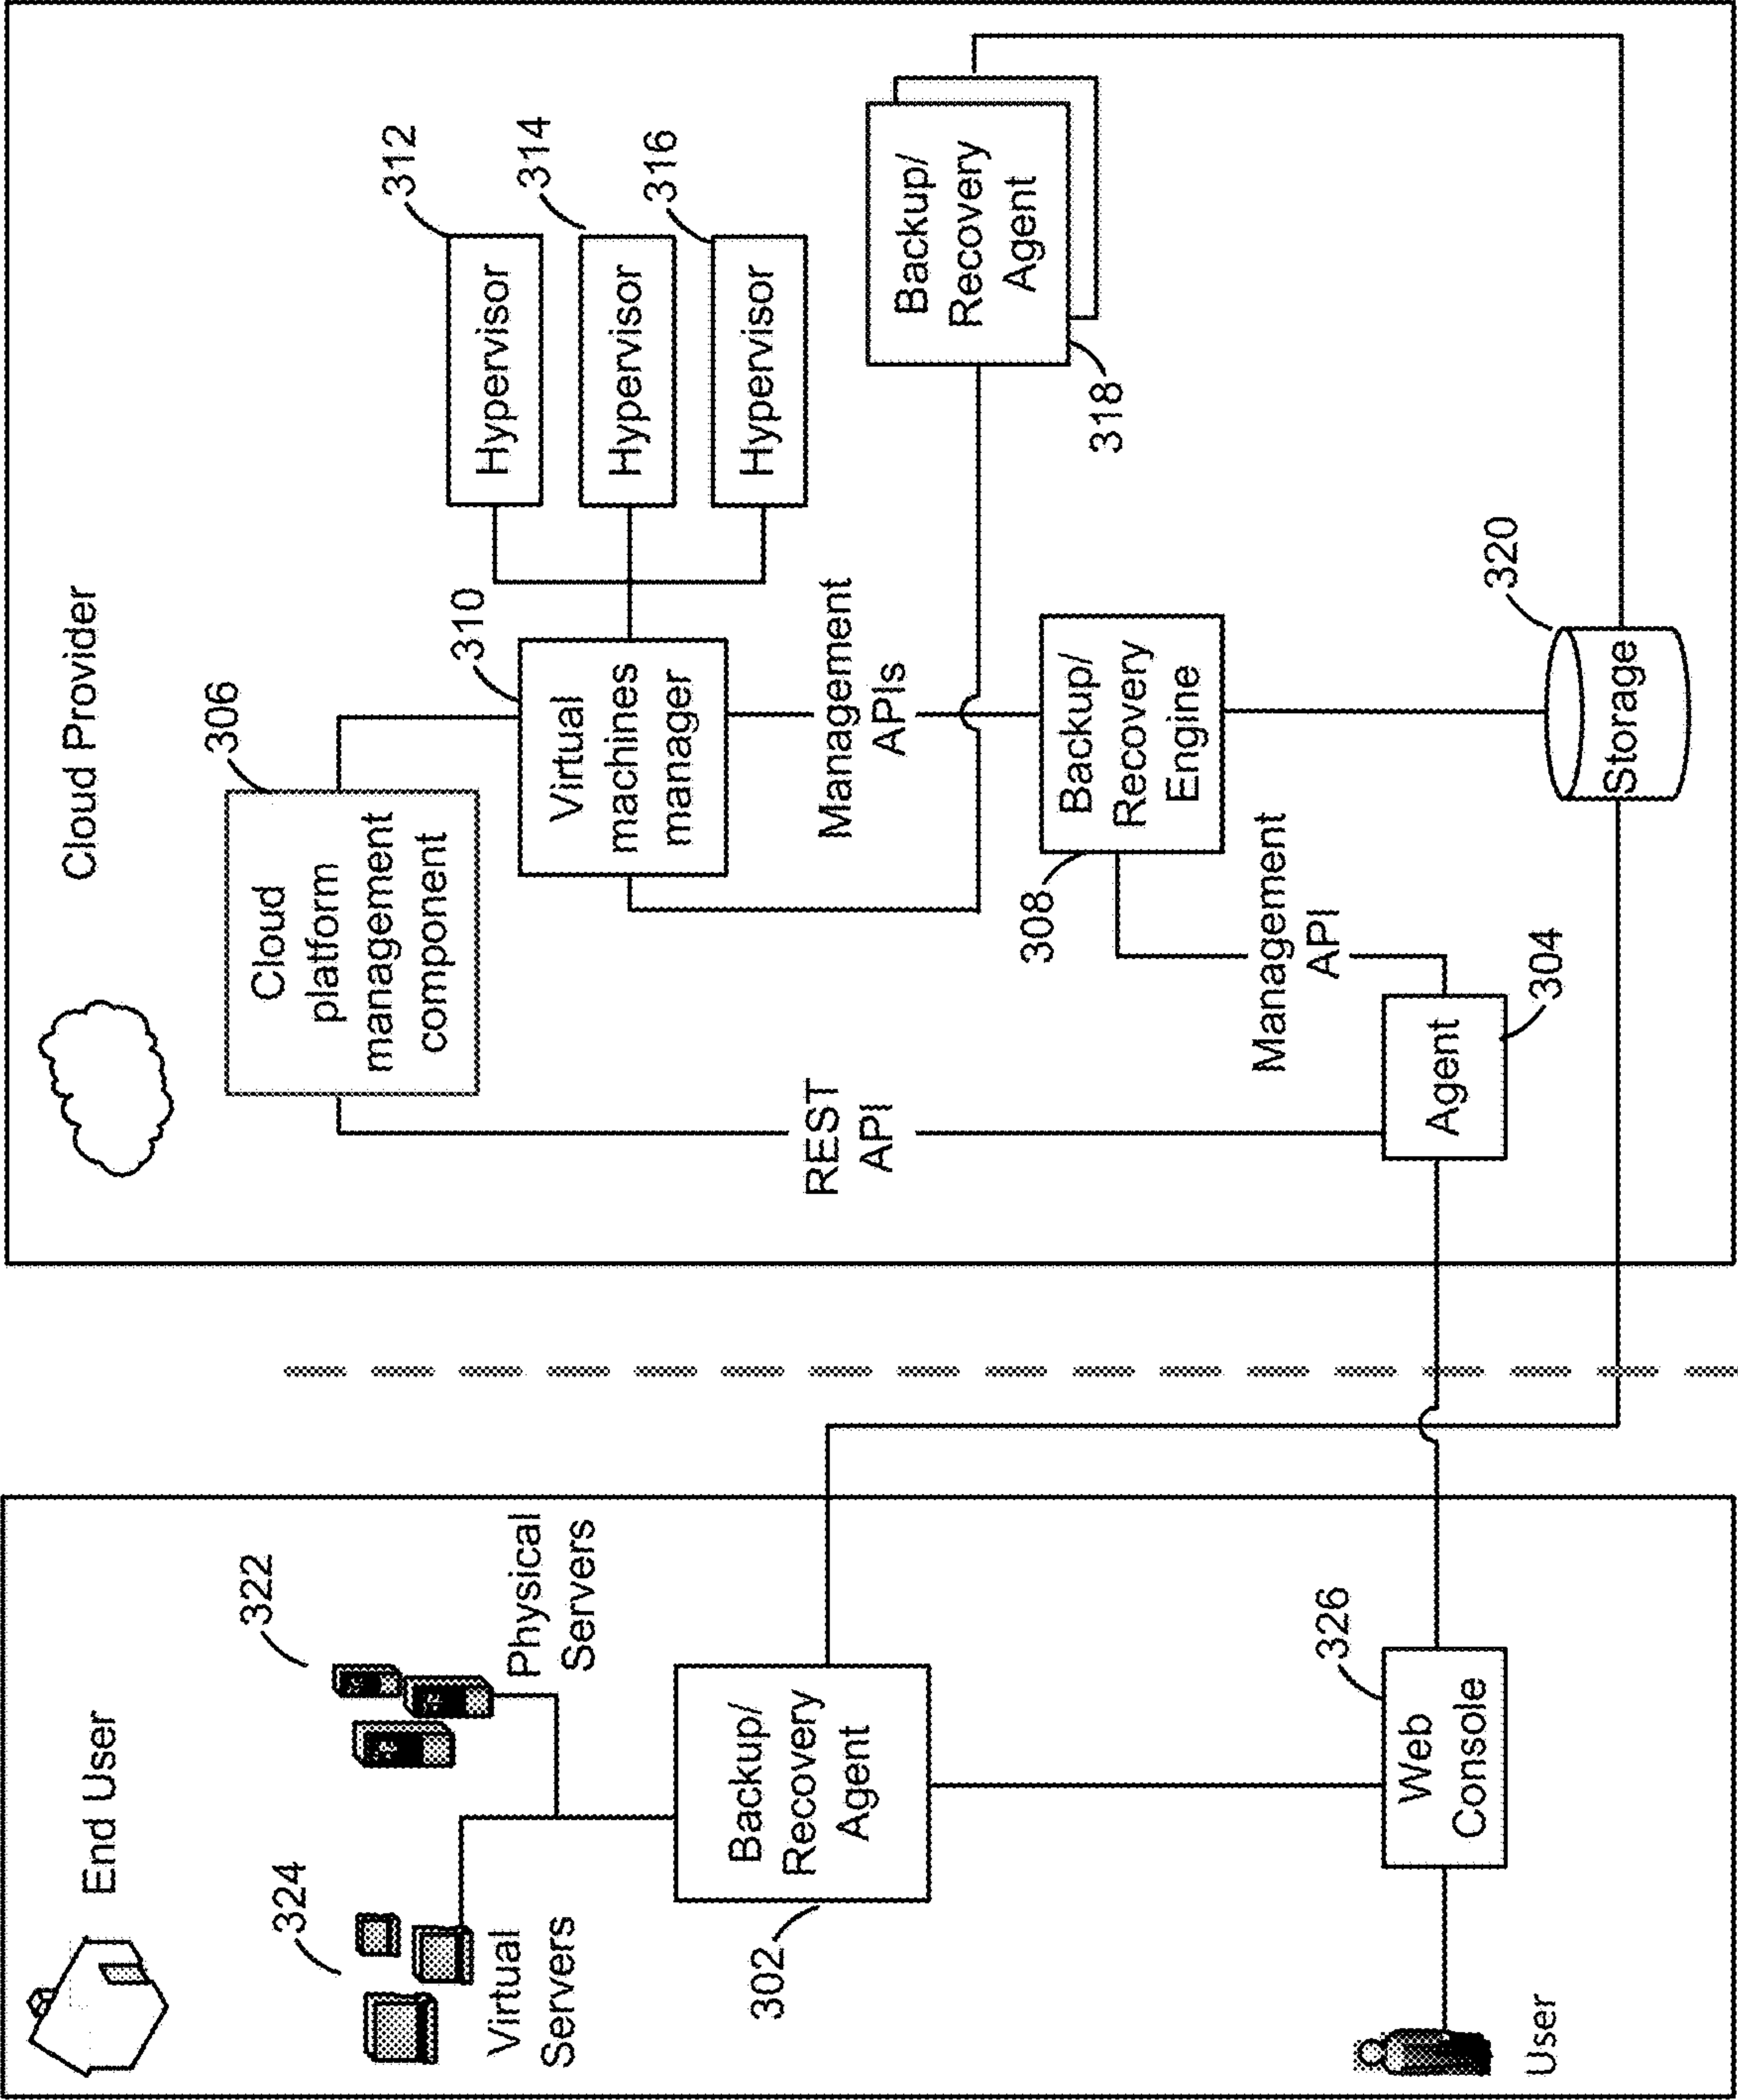 End User
324
Virtual
Servers
322
Physical
Servers
302
Backup/
Recovery
Agent
User
326
Web
Console
Cloud Provider
306
Cloud
platform
management
component
310
Virtual
machines
manager
312
Hypervisor
314
Hypervisor
316
Hypervisor
REST
API
Management
APIs
Backup/
Recovery
Agent
318
308
Backup/
Recovery
Engine
Management
API
Agent
304
320
Storage